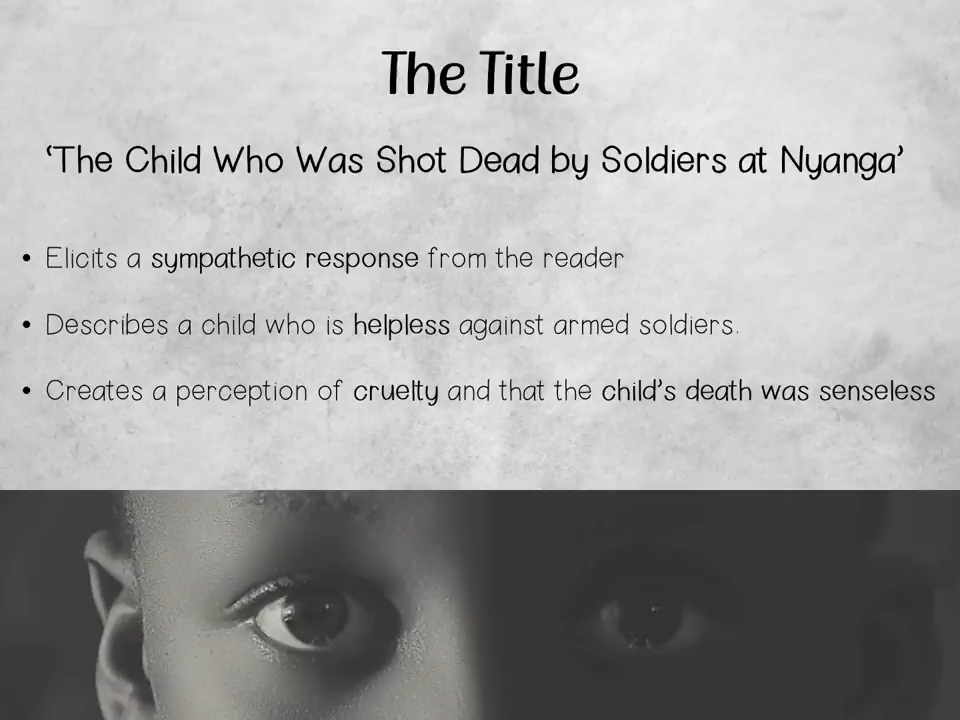 The Title
‘The Child Who Was Shot Dead by Soldiers at Nyanga’
• Elicits a sympathetic response from the reader
• Describes a child who is helpless against armed soldiers.
• Creates a perception of cruelty and that the child’s death was senseless